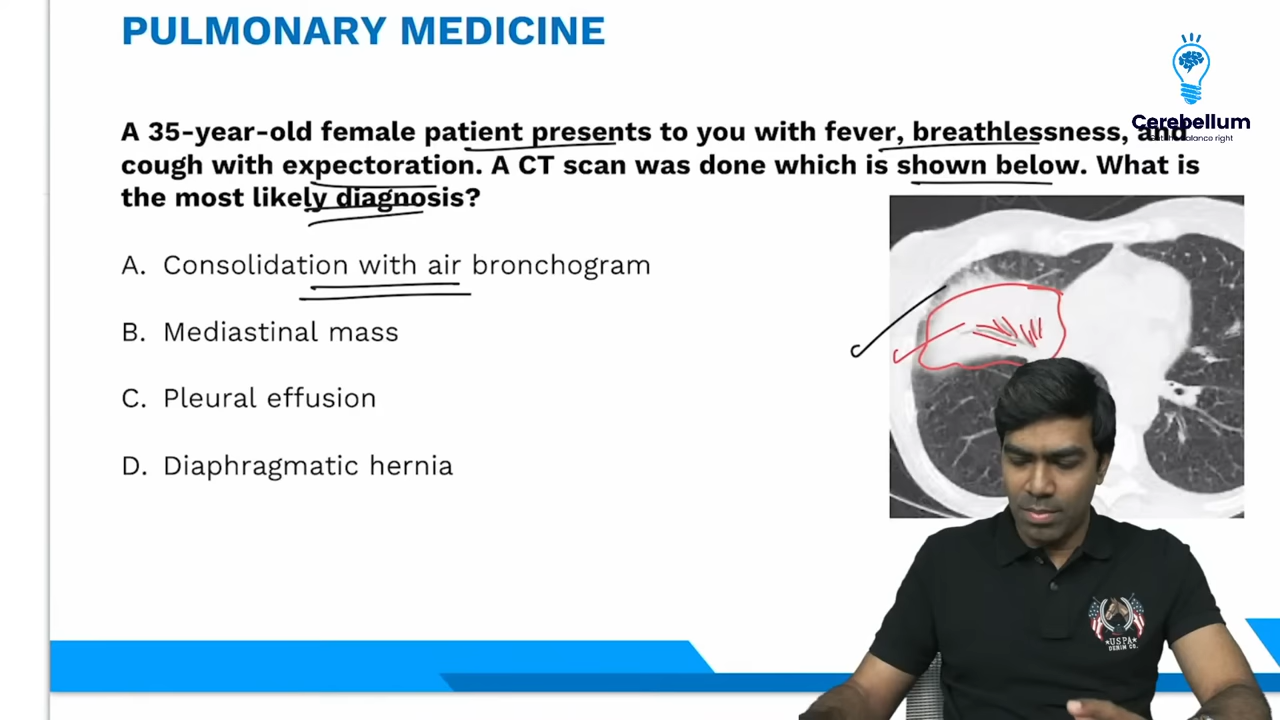 PULMONARY MEDICINE
Cerebellum
A 35-year-old female patient presents to you with fever, breathlessness, and
cough with expectoration. A CT scan was done which is shown below. What is
the most likely diagnosis?
A. Consolidation with air bronchogram
B. Mediastinal mass
C. Pleural effusion
D. Diaphragmatic hernia
USPA
DENIM CO.